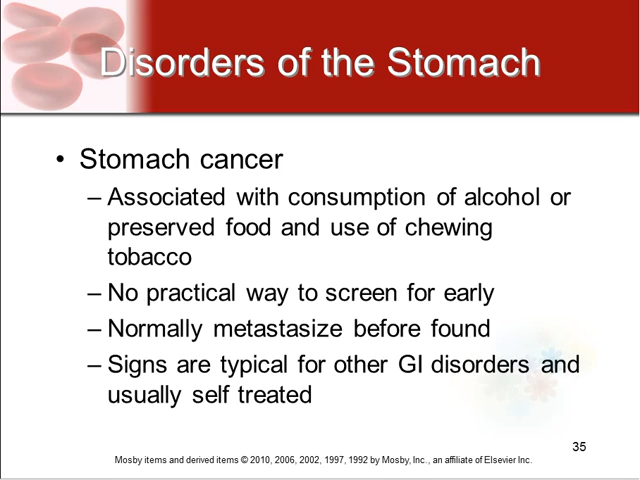 Disorders of the Stomach
• Stomach cancer
– Associated with consumption of alcohol or
preserved food and use of chewing
tobacco
– No practical way to screen for early
– Normally metastasize before found
– Signs are typical for other GI disorders and
usually self treated
35
Mosby items and derived items © 2010, 2006, 2002, 1997, 1992 by Mosby, Inc., an affiliate of Elsevier Inc.